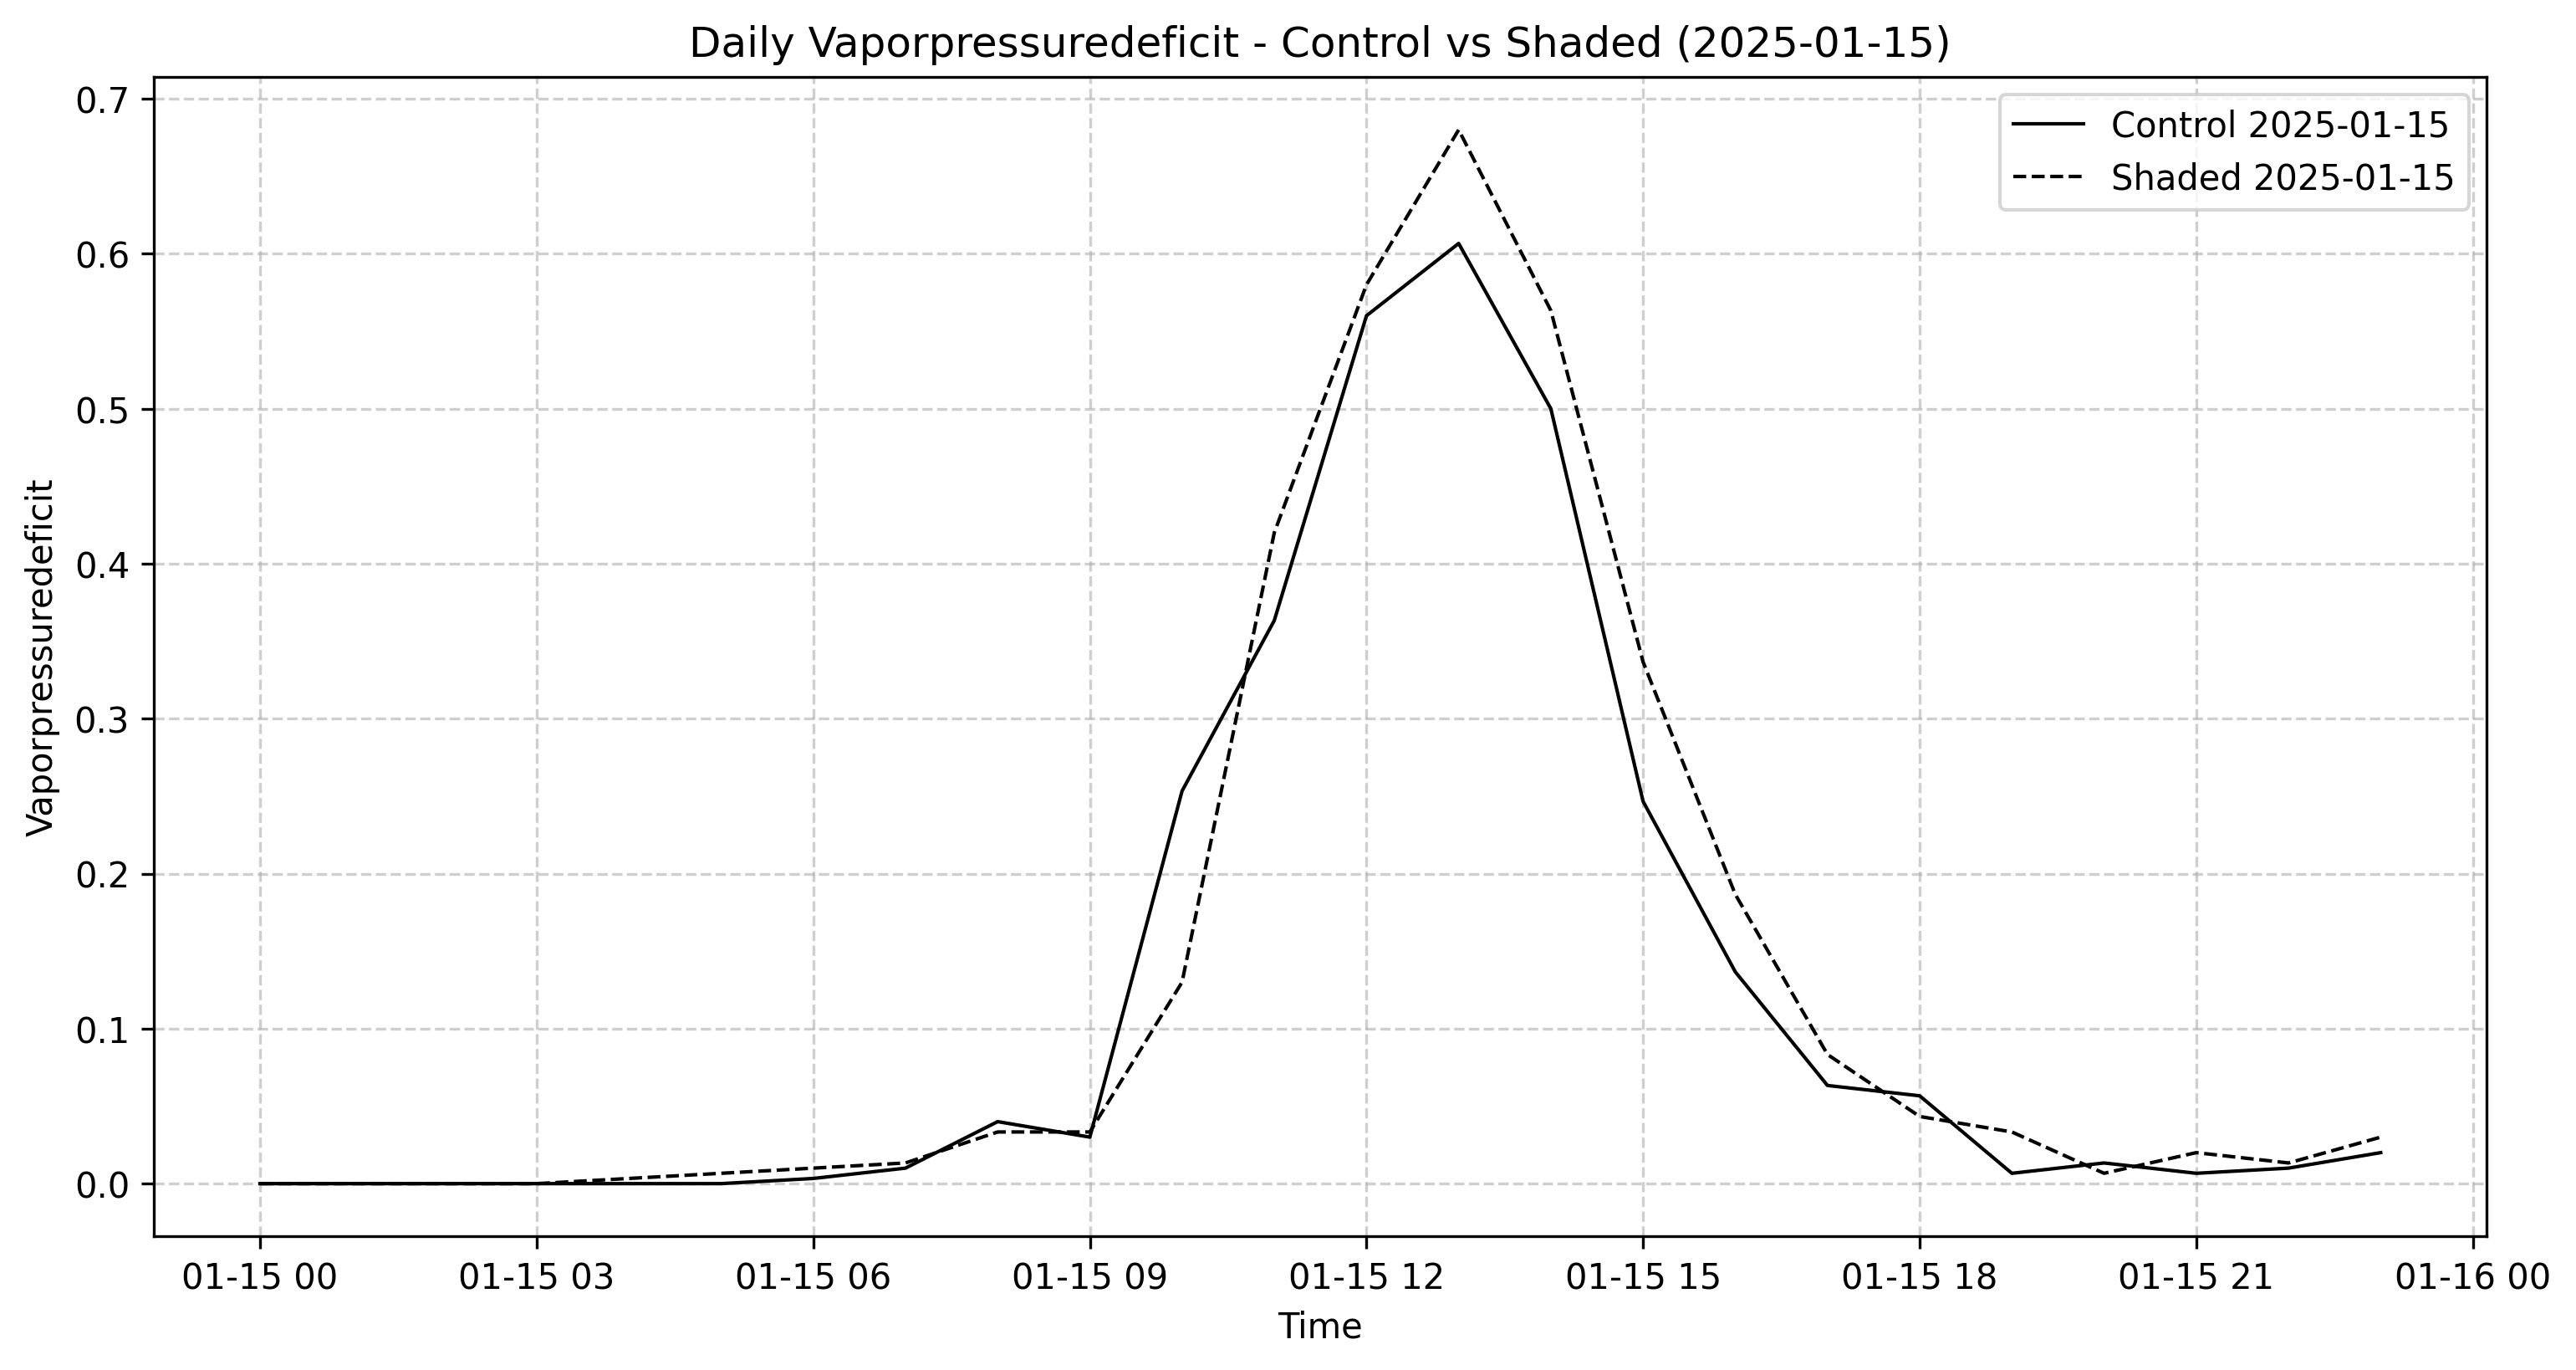 Daily Vaporpressuredeficit - Control vs Shaded (2025-01-15)
Control 2025-01-15
Shaded 2025-01-15
Vaporpressuredeficit
0.7
0.6
0.5
0.4
0.3
0.2
0.1
0.0
01-15 00 01-15 03 01-15 06 01-15 09 01-15 12 01-15 15 01-15 18 01-15 21 01-16 00
Time